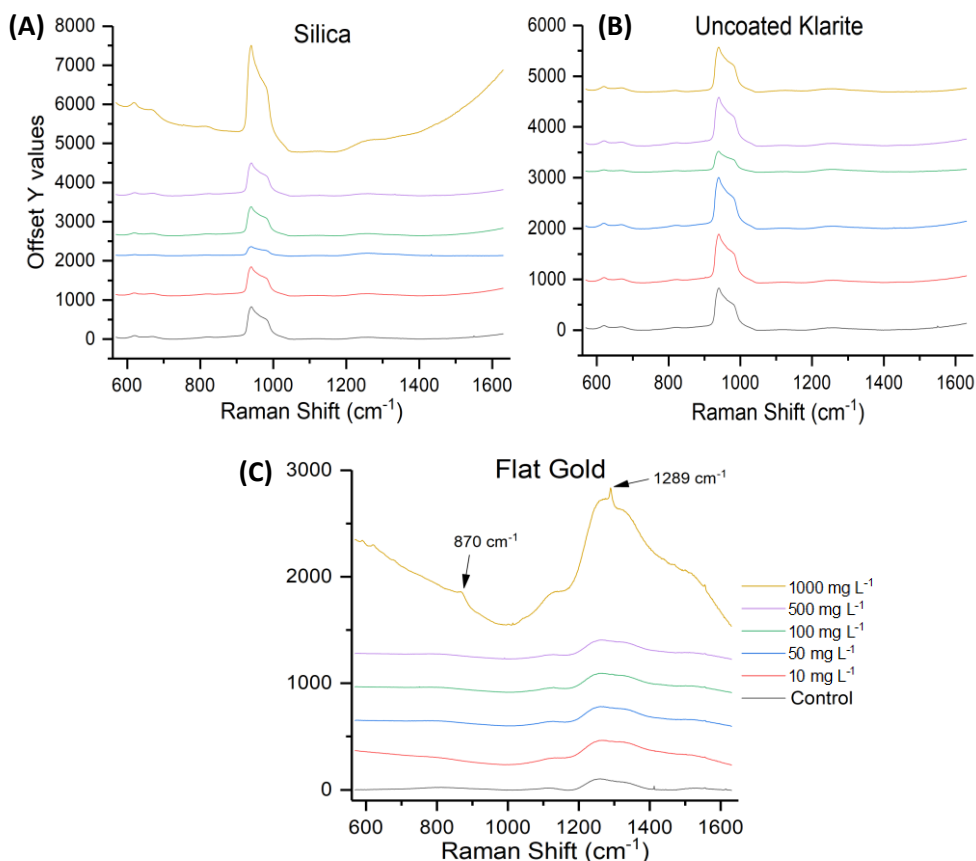 (A)
Silica
8000
7000
6000
5000
4000
3000
2000
1000
0
Offset Y values
600 800 1000 1200 1400 1600
Raman Shift (cm-1)
(B)
Uncoated Klarite
6000
5000
4000
3000
2000
1000
0
600 800 1000 1200 1400 1600
Raman Shift (cm-1)
(C)
Flat Gold
3000
2000
1000
0
870 cm-1
1289 cm-1
1000 mg L-1
500 mg L-1
100 mg L-1
50 mg L-1
10 mg L-1
Control
600 800 1000 1200 1400 1600
Raman Shift (cm-1)